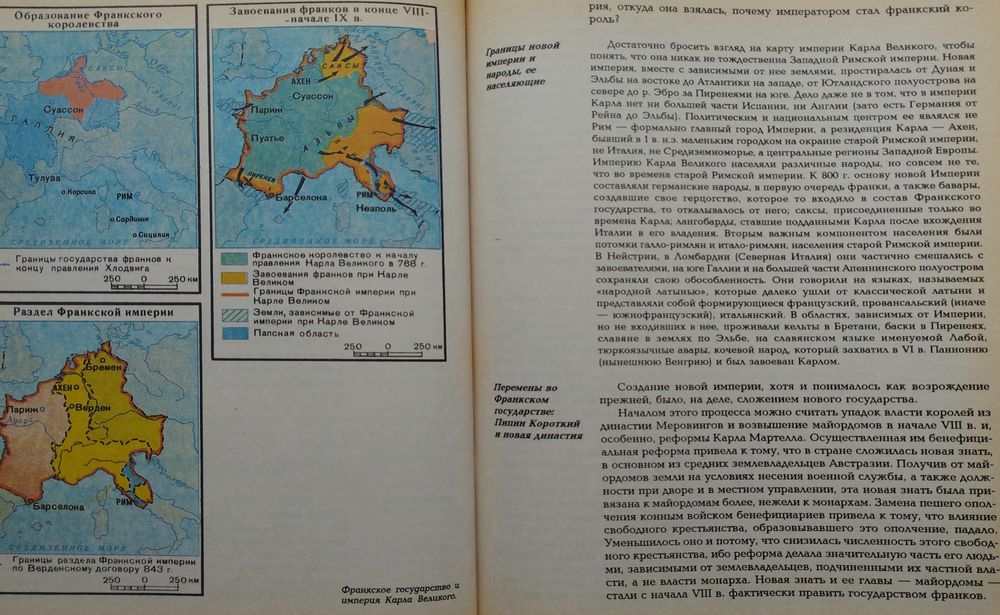 Образование Франкского
королевства
САКСЫ
Суассон
ГАЛЛИЯ
Тулуза
о.Корсика
РИМ
о.Сардиния
о.Сицилия
СРЕДИЗЕМНОЕ МОРЕ
Границы государства франков к
концу правления Хлодвига
250 0 250 км
Раздел Франкской империи
Бремен
АХЕН
Париж
Верден
Луара
РИМ
Барселона
СРЕДИЗЕМНОЕ МОРЕ
Границы раздела Франкской империи
по Верденскому договору 843 г.
250 0 250 км
Завоевания франков в конце VIII-
-начале IX в.
САКСЫ
АХЕН
Суассон
Париж
Пуатье
АЛЬПЫ
ПИРЕНЕИ
Барселона
РИМ
Неаполь
СРЕДИЗЕМНОЕ МОРЕ
Франкское королевство к началу
правления Карла Великого в 768 г.
Завоевания франков при Карле
Великом
Границы Франкской империи при
Карле Великом
Земли, зависимые от Франкской
империи при Карле Великом
Папская область
250 0 250 км
Франкское государство и
империя Карла Великого.
рия, откуда она взялась, почему императором стал франкский ко-
роль?
Границы новой
империи и
народы, ее
населяющие
Достаточно бросить взгляд на карту империи Карла Великого, чтобы
понять, что она никак не тождественна Западной Римской империи. Новая
империя, вместе с зависимыми от нее землями, простиралась от Дуная и
Эльбы на востоке до Атлантики на западе, от Ютландского полуострова на
севере до р. Эбро за Пиренеями на юге. Дело даже не в том, что в империи
Карла нет ни большей части Испании, ни Англии (зато есть Германия от
Рейна до Эльбы). Политическим и национальным центром ее являлся не
Рим — формально главный город Империи, а резиденция Карла — Ахен,
бывший в 1 в. н.э. маленьким городком на окраине старой Римской империи,
не Италия, не Средиземноморье, а центральные регионы Западной Европы.
Империю Карла Великого населяли различные народы, но совсем не те,
что во времена старой Римской империи. К 800 г. основу новой Империи
составляли германские народы, в первую очередь франки, а также бавары,
создавшие свое герцогство, которое то входило в состав Франкского
государства, то откалывалось от него; саксы, присоединенные только во
времена Карла; лангобарды, ставшие подданными Карла после вхождения
Италии в его владения. Вторым важным компонентом населения были
потомки галло-римлян и итало-римлян, населения старой Римской империи.
В Нейстрии, в Ломбардии (Северная Италия) они частично смешались с
завоевателями, на юге Галлии и на большей части Апеннинского полуострова
сохраняли свою обособленность. Они говорили на языках, называемых
«народной латынью», которые далеко ушли от классической латыни и
представляли собой формирующиеся французский, провансальский (иначе
— южнофранцузский), итальянский. В областях, зависимых от Империи,
но не входивших в нее, проживали кельты в Бретани, баски в Пиренеях,
славяне в землях по Эльбе, на славянском языке именуемой Лабой,
тюркоязычные авары, кочевой народ, который захватил в VI в. Паннонию
(нынешнюю Венгрию) и был завоеван Карлом.
Перемены во
Франкском
государстве:
Пипин Короткий
и новая династия
Создание новой империи, хотя и понималось как возрождение
прежней, было, на деле, сложением нового государства.
Началом этого процесса можно считать упадок власти королей из
династии Меровингов и возвышение майордомов в начале VIII в. и,
особенно, реформы Карла Мартелла. Осуществленная им бенефици-
альная реформа привела к тому, что в стране сложилась новая знать,
в основном из средних землевладельцев Австразии. Получив от май-
ордомов земли на условиях несения военной службы, а также долж-
ности при дворе и в местном управлении, эта новая знать была при-
вязана к майордомам более, нежели к монархам. Замена пешего опол-
чения конным войском бенефициариев привела к тому, что влияние
свободного крестьянства, образовывавшего это ополчение, падало.
Уменьшилось оно и потому, что снизилась численность этого свобод-
ного крестьянства, ибо реформа делала значительную часть его людь-
ми, зависимыми от землевладельцев, подчиненными их частной вла-
сти, а не власти монарха. Новая знать и ее главы — майордомы —
стали с начала VIII в. фактически править государством франков.